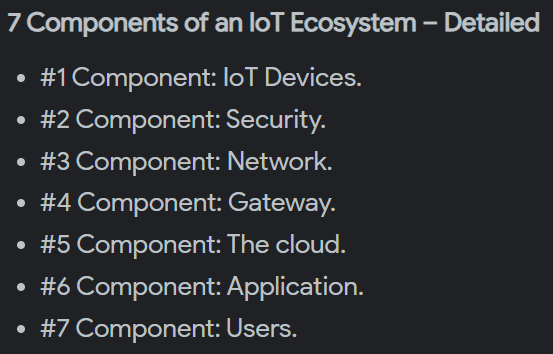 7 Components of an IoT Ecosystem – Detailed
• #1 Component: IoT Devices.
• #2 Component: Security.
• #3 Component: Network.
• #4 Component: Gateway.
• #5 Component: The cloud.
• #6 Component: Application.
• #7 Component: Users.